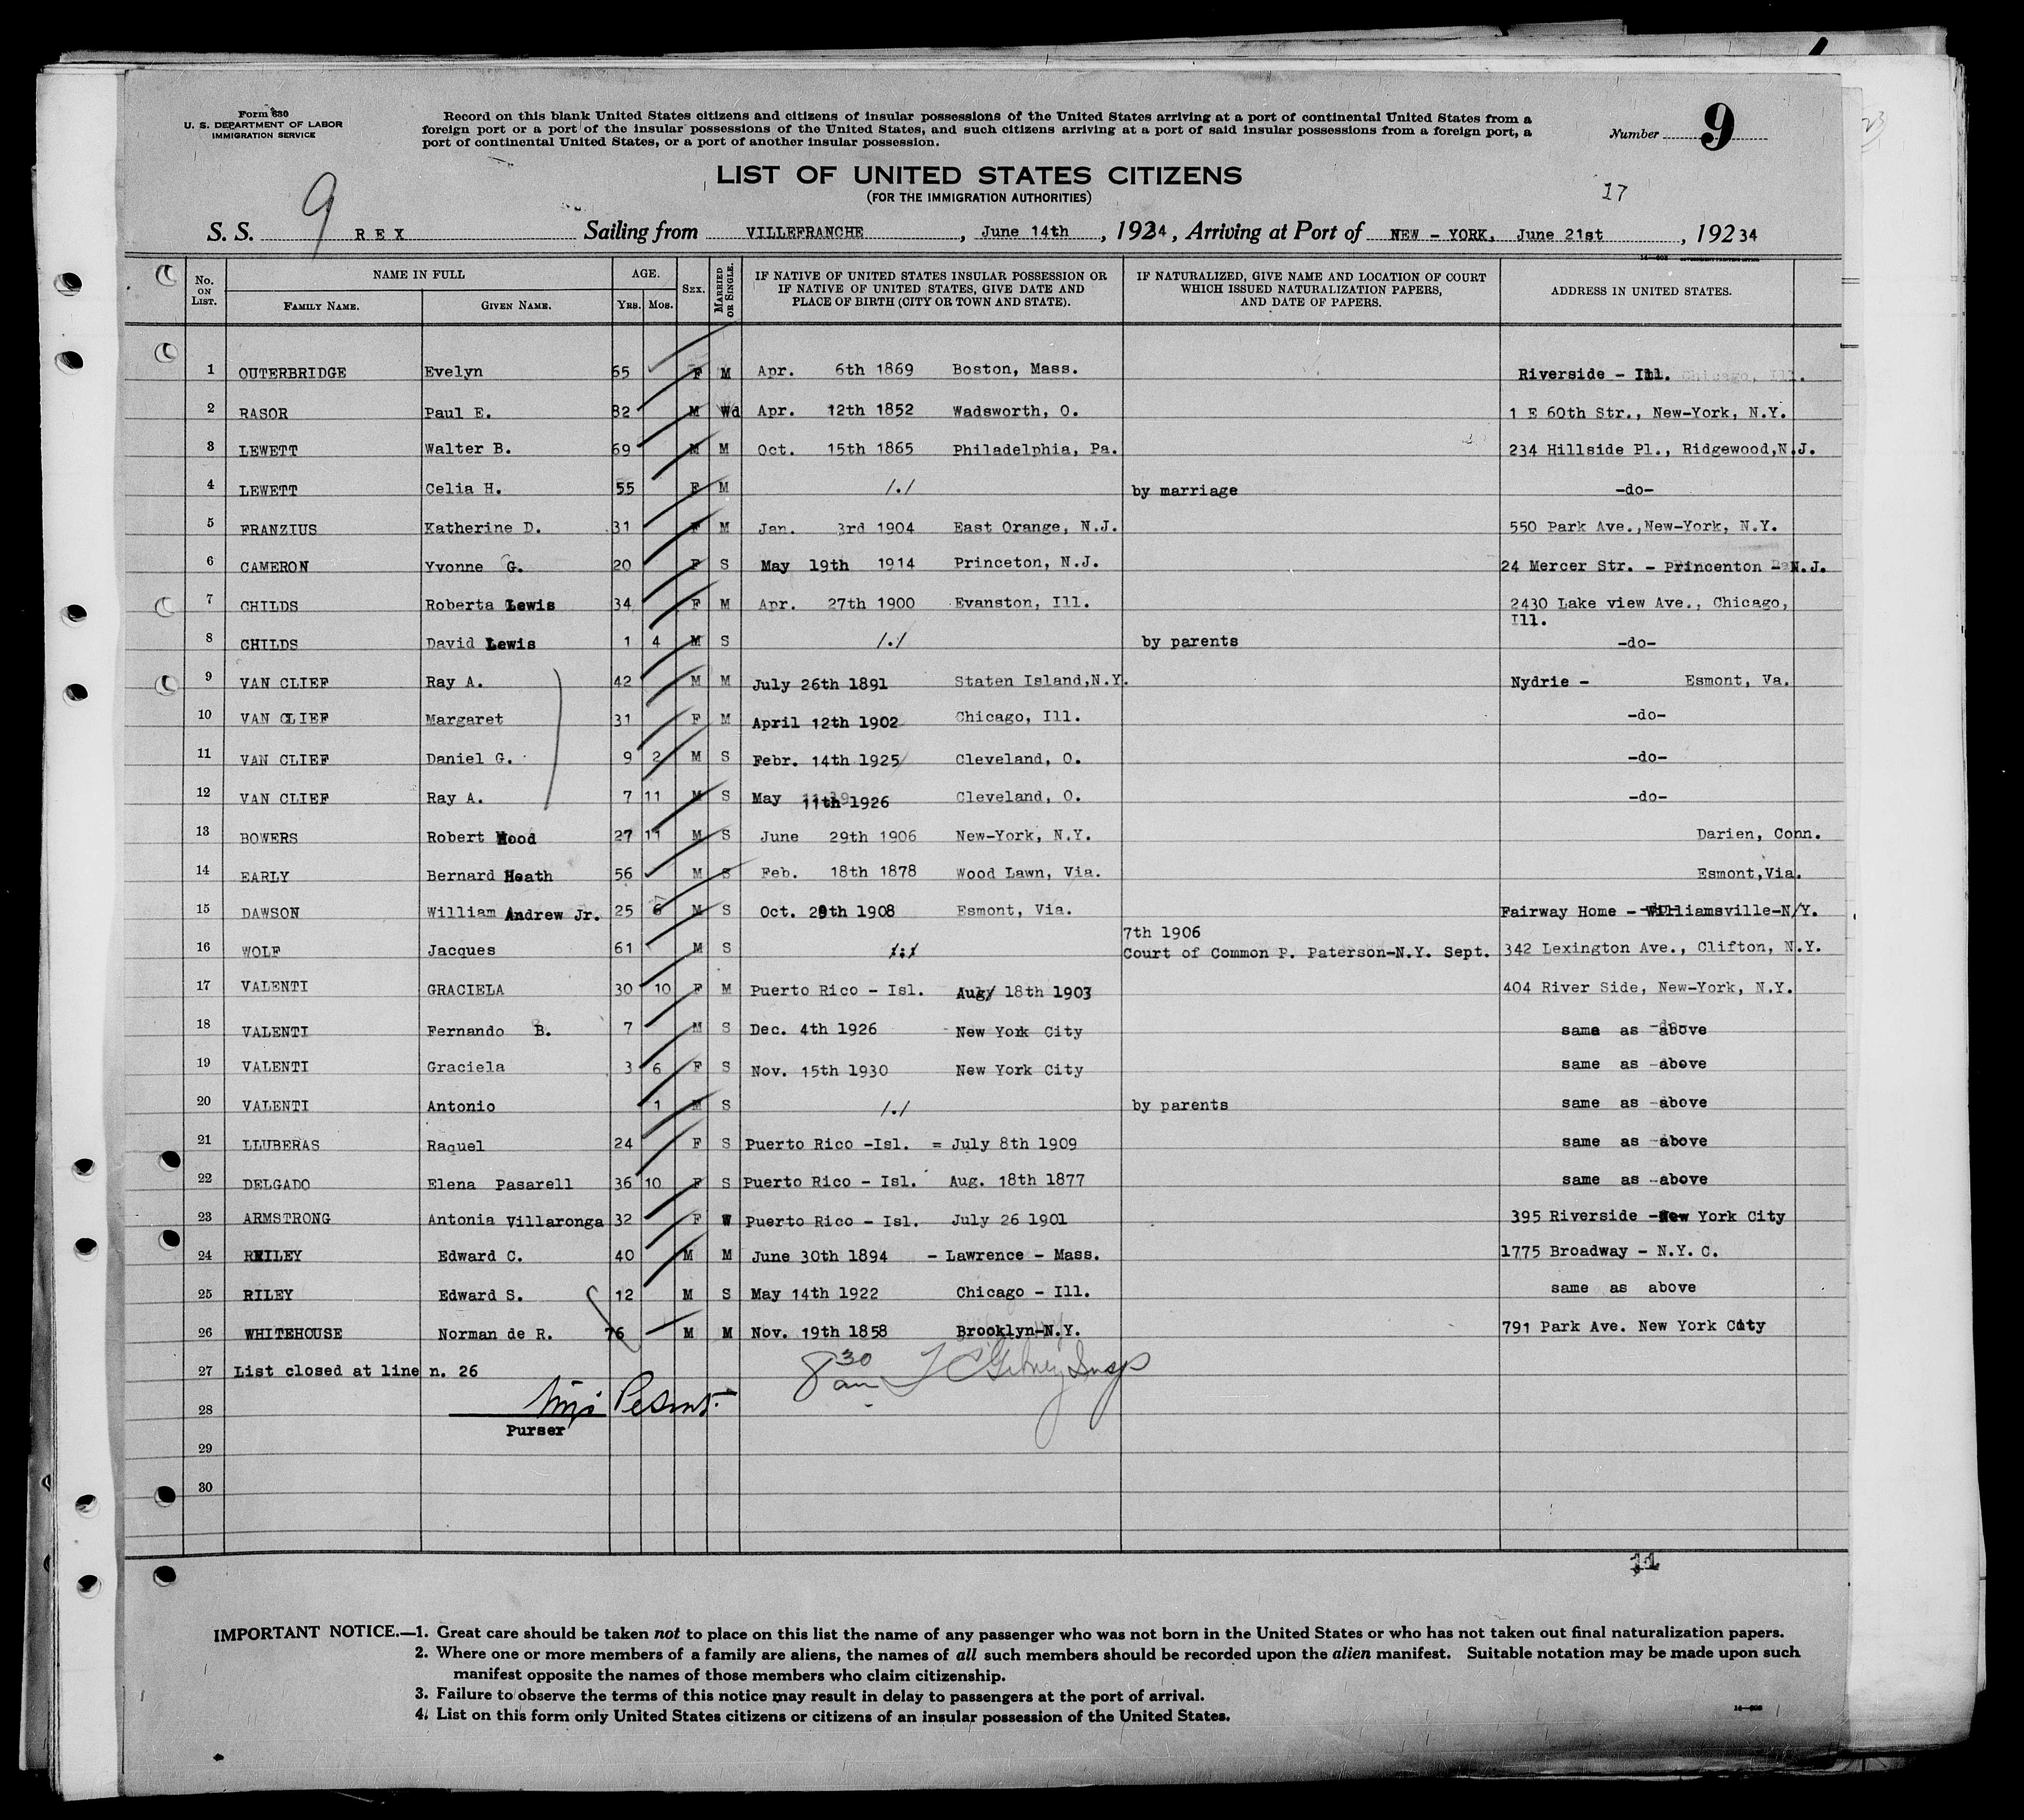 Form 630
U. S. DEPARTMENT OF LABOR
IMMIGRATION SERVICE
Record on this blank United States citizens and citizens of insular possessions of the United States arriving at a port of continental United States from a
foreign port or a port of the insular possessions of the United States, and such citizens arriving at a port of said insular possessions from a foreign port, a
port of continental United States, or a port of another insular possession.
Number 9
LIST OF UNITED STATES CITIZENS
(FOR THE IMMIGRATION AUTHORITIES)
9
17
S. S. REX Sailing from VILLEFRANCHE, June 14th, 1934, Arriving at Port of NEW - YORK, June 21st, 19234
No. ON LIST. NAME IN FULL FAMILY NAME. GIVEN NAME. AGE. YRS. MOS. SEX. MARRIED OR SINGLE. IF NATIVE OF UNITED STATES INSULAR POSSESSION OR IF NATIVE OF UNITED STATES, GIVE DATE AND PLACE OF BIRTH (CITY OR TOWN AND STATE). IF NATURALIZED, GIVE NAME AND LOCATION OF COURT WHICH ISSUED NATURALIZATION PAPERS, AND DATE OF PAPERS. ADDRESS IN UNITED STATES.
1 OUTERBRIDGE Evelyn 65 F M Apr. 6th 1869 Boston, Mass. Riverside - Ill. Chicago, Ill.
2 RASOR Paul E. 82 M Wd Apr. 12th 1852 Wadsworth, O. 1 E 60th Str., New-York, N.Y.
3 LEWETT Walter B. 69 M M Oct. 15th 1865 Philadelphia, Pa. 234 Hillside Pl., Ridgewood,N.J.
4 LEWETT Celia H. 55 F M /./ by marriage -do-
5 FRANZIUS Katherine D. 31 F M Jan. 3rd 1904 East Orange, N.J. 550 Park Ave.,New-York, N.Y.
6 CAMERON Yvonne G. 20 F S May 19th 1914 Princeton, N.J. 24 Mercer Str. - Princenton - N.J.
7 CHILDS Roberta Lewis 34 F M Apr. 27th 1900 Evanston, Ill. 2430 Lake view Ave., Chicago,
Ill.
8 CHILDS David Lewis 1 4 M S /./ by parents -do-
9 VAN CLIEF Ray A. 42 M M July 26th 1891 Staten Island,N.Y. Nydrie - Esmont, Va.
10 VAN CLIEF Margaret 31 F M April 12th 1902 Chicago, Ill. -do-
11 VAN CLIEF Daniel G. 9 2 M S Febr. 14th 1925 Cleveland, O. -do-
12 VAN CLIEF Ray A. 7 11 M S May 11th 1926 Cleveland, O. -do-
13 BOWERS Robert Hood 27 11 M S June 29th 1906 New-York, N.Y. Darien, Conn.
14 EARLY Bernard Heath 56 M S Feb. 18th 1878 Wood Lawn, Via. Esmont,Via.
15 DAWSON William Andrew Jr. 25 6 M S Oct. 29th 1908 Esmont, Via. Fairway Home - Williamsville-N/Y.
7th 1906
16 WOLF Jacques 61 M S /./ Court of Common P. Paterson-N.Y. Sept. 342 Lexington Ave., Clifton, N.Y.
17 VALENTI GRACIELA 30 10 F M Puerto Rico - Isl. Aug/ 18th 1903 404 River Side, New-York, N.Y.
18 VALENTI Fernando B. 7 M S Dec. 4th 1926 New York City same as above
19 VALENTI Graciela 3 6 F S Nov. 15th 1930 New York City same as above
20 VALENTI Antonio 1 M S /./ by parents same as above
21 LLUBERAS Raquel 24 F S Puerto Rico -Isl. = July 8th 1909 same as above
22 DELGADO Elena Pasarell 36 10 F S Puerto Rico - Isl. Aug. 18th 1877 same as above
23 ARMSTRONG Antonia Villaronga 32 F W Puerto Rico - Isl. July 26 1901 395 Riverside -New York City
24 REILEY Edward C. 40 M M June 30th 1894 - Lawrence - Mass. 1775 Broadway - N.Y. C.
25 RILEY Edward S. 12 M S May 14th 1922 Chicago - Ill. same as above
26 WHITEHOUSE Norman de R. 76 M M Nov. 19th 1858 Brooklyn-N.Y. 791 Park Ave. New York City
27 List closed at line n. 26
8 30 am
28
Purser
29
30
11
IMPORTANT NOTICE.—1. Great care should be taken not to place on this list the name of any passenger who was not born in the United States or who has not taken out final naturalization papers.
2. Where one or more members of a family are aliens, the names of all such members should be recorded upon the alien manifest. Suitable notation may be made upon such
manifest opposite the names of those members who claim citizenship.
3. Failure to observe the terms of this notice may result in delay to passengers at the port of arrival.
4. List on this form only United States citizens or citizens of an insular possession of the United States.